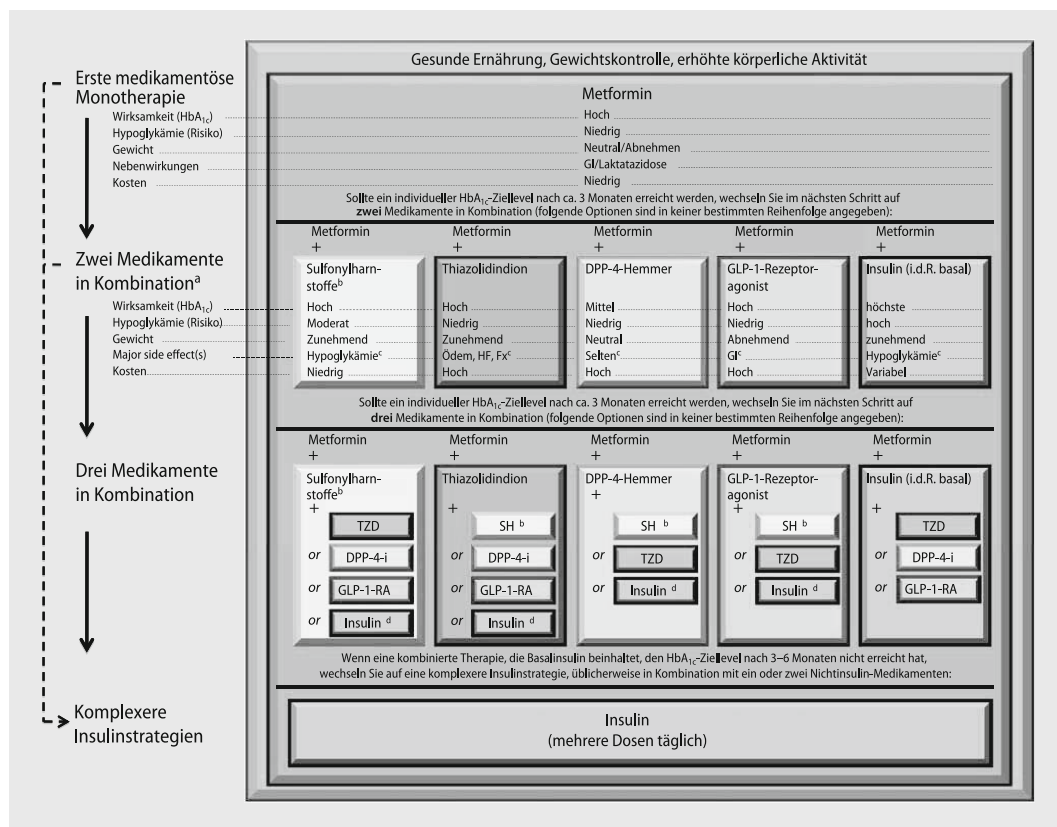 Gesunde Ernährung, Gewichtskontrolle, erhöhte körperliche Aktivität
Erste medikamentöse
Monotherapie
Metformin
Wirksamkeit (HbA1c) Hoch
Hypoglykämie (Risiko) Niedrig
Gewicht Neutral/Abnehmen
Nebenwirkungen GI/Laktatazidose
Kosten Niedrig
Sollte ein individueller HbA1c-Ziellevel nach ca. 3 Monaten erreicht werden, wechseln Sie im nächsten Schritt auf
zwei Medikamente in Kombination (folgende Optionen sind in keiner bestimmten Reihenfolge angegeben):
Zwei Medikamente
in Kombinationa
Metformin Metformin Metformin Metformin Metformin
+ + + + +
Sulfonylharn- Thiazolidindion DPP-4-Hemmer GLP-1-Rezeptor- Insulin (i.d.R. basal)
stoffeb agonist
Wirksamkeit (HbA1c) Hoch Hoch Mittel Hoch höchste
Hypoglykämie (Risiko) Moderat Niedrig Niedrig Niedrig hoch
Gewicht Zunehmend Zunehmend Neutral Abnehmend zunehmend
Major side effect(s) Hypoglykämiec Ödem, HF, Fxc Seltenc GIc Hypoglykämiec
Kosten Niedrig Hoch Hoch Hoch Variabel
Sollte ein individueller HbA1c-Ziellevel nach ca. 3 Monaten erreicht werden, wechseln Sie im nächsten Schritt auf
drei Medikamente in Kombination (folgende Optionen sind in keiner bestimmten Reihenfolge angegeben):
Drei Medikamente
in Kombination
Metformin Metformin Metformin Metformin Metformin
+ + + + +
Sulfonylharn- Thiazolidindion DPP-4-Hemmer GLP-1-Rezeptor- Insulin (i.d.R. basal)
stoffeb agonist
+ + + + +
TZD SH b SH b SH b TZD
or DPP-4-i or DPP-4-i or TZD or TZD or DPP-4-i
or GLP-1-RA or GLP-1-RA or Insulin d or Insulin d or GLP-1-RA
or Insulin d or Insulin d
Wenn eine kombinierte Therapie, die Basalinsulin beinhaltet, den HbA1c-Ziellevel nach 3–6 Monaten nicht erreicht hat,
wechseln Sie auf eine komplexere Insulinstrategie, üblicherweise in Kombination mit ein oder zwei Nichtinsulin-Medikamenten:
Komplexere
Insulinstrategien
Insulin
(mehrere Dosen täglich)